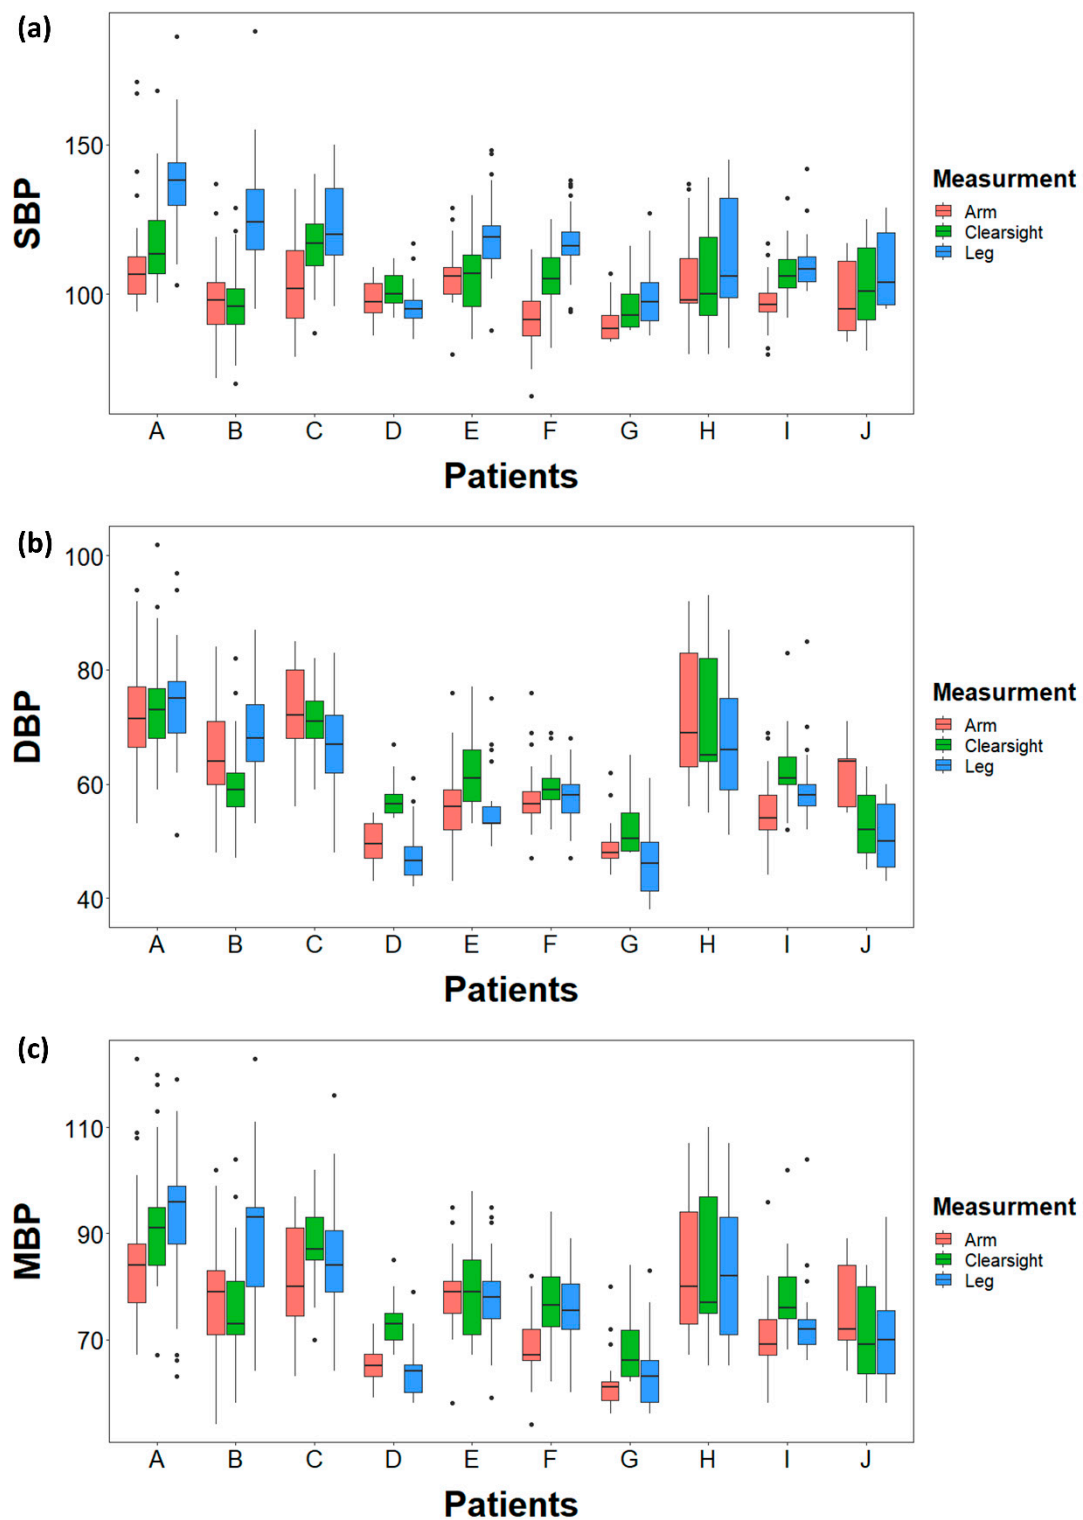 (a)
SBP
150
100
A B C D E F G H I J
Patients
Measurment
Arm
Clearsight
Leg
(b)
DBP
100
80
60
40
A B C D E F G H I J
Patients
Measurment
Arm
Clearsight
Leg
(c)
MBP
110
90
70
A B C D E F G H I J
Patients
Measurment
Arm
Clearsight
Leg